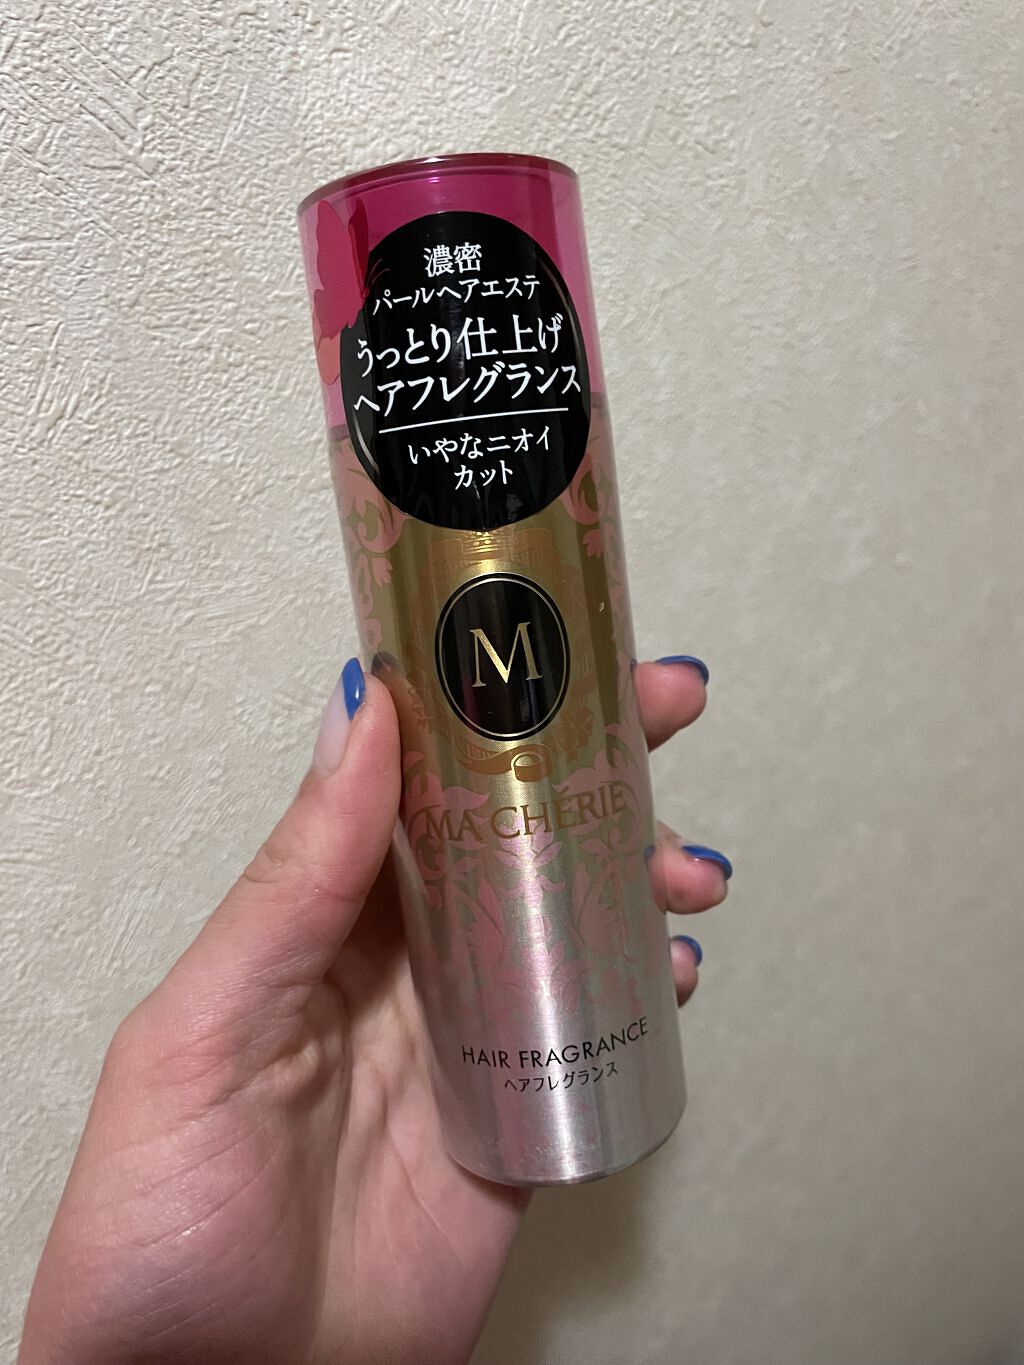 濃密
パールヘアエステ
うっとり仕上げ
ヘアフレグランス
いやなニオイ
カット
M
MA CHĒRIE
HAIR FRAGRANCE
ヘアフレグランス